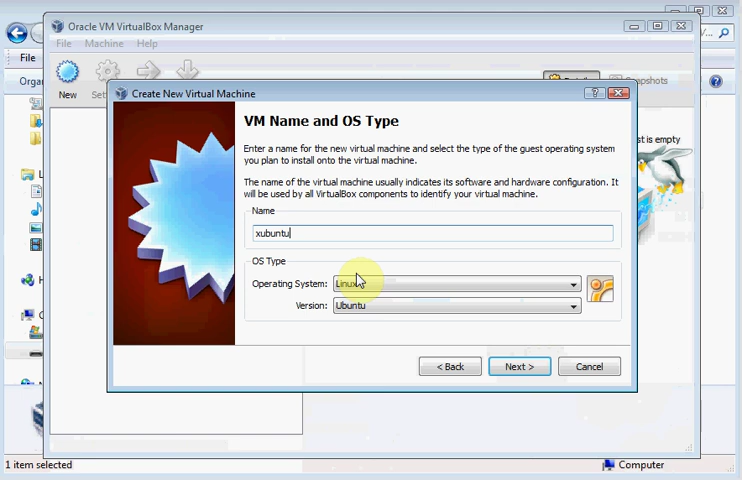 Oracle VM VirtualBox Manager
File Machine Help
File
New
Create New Virtual Machine
VM Name and OS Type
Enter a name for the new virtual machine and select the type of the guest operating system
you plan to install onto the virtual machine.
The name of the virtual machine usually indicates its software and hardware configuration. It
will be used by all VirtualBox components to identify your virtual machine.
Name
xubuntu
OS Type
Operating System: Linux
Version: Ubuntu
< Back Next > Cancel
1 item selected
Computer